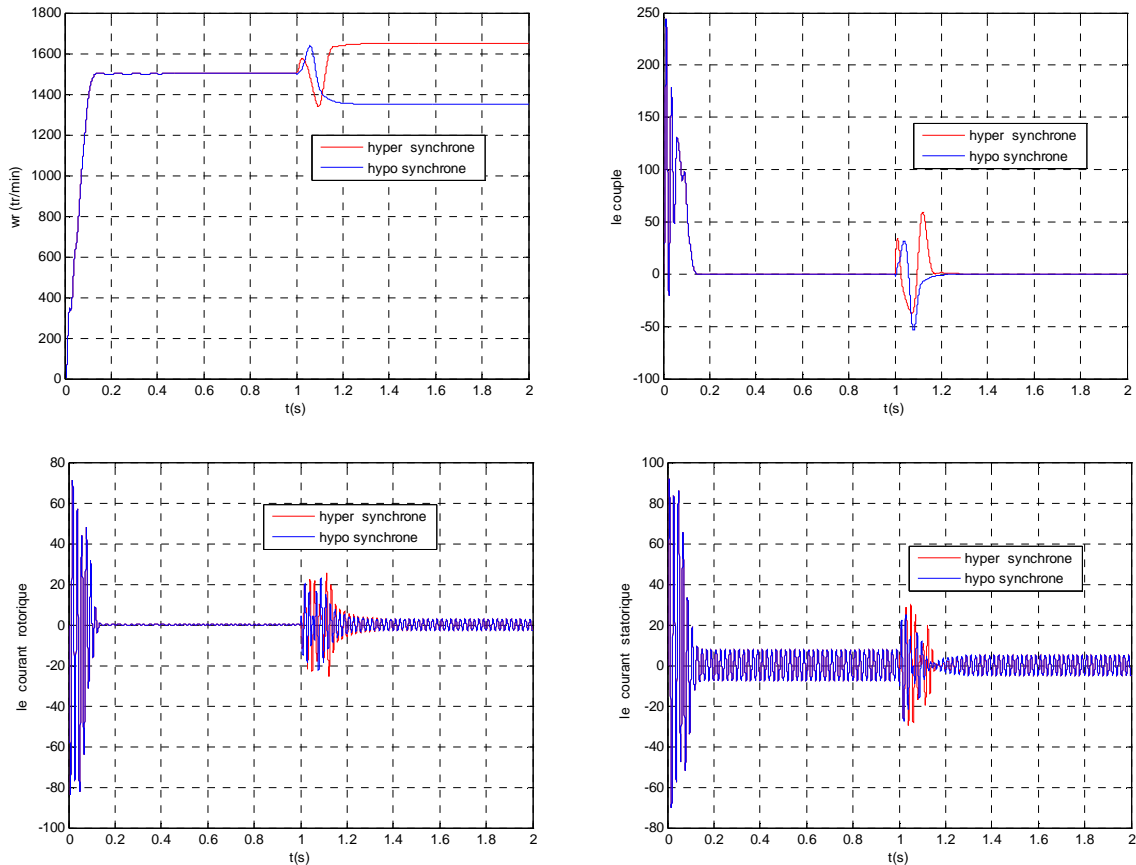 1800
1600
1400
1200
1000
800
600
400
200
0
wr (tr/min)
hyper synchrone
hypo synchrone
0 0.2 0.4 0.6 0.8 1 1.2 1.4 1.6 1.8 2
t(s)
250
200
150
100
50
0
-50
-100
le couple
hyper synchrone
hypo synchrone
0 0.2 0.4 0.6 0.8 1 1.2 1.4 1.6 1.8 2
t(s)
80
60
40
20
0
-20
-40
-60
-80
-100
le courant rotorique
hyper synchrone
hypo synchrone
0 0.2 0.4 0.6 0.8 1 1.2 1.4 1.6 1.8 2
t(s)
100
80
60
40
20
0
-20
-40
-60
-80
le courant statorique
hyper synchrone
hypo synchrone
0 0.2 0.4 0.6 0.8 1 1.2 1.4 1.6 1.8 2
t(s)